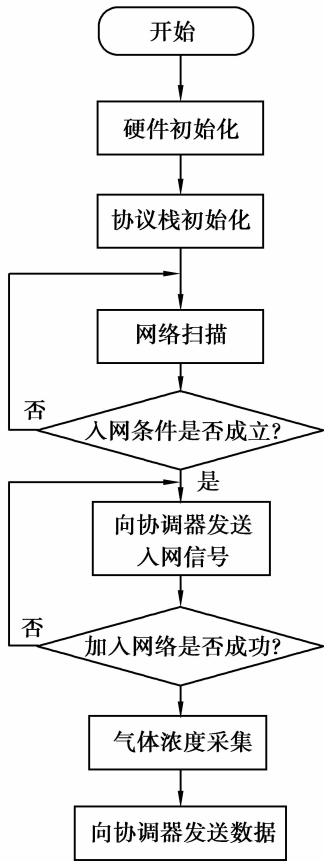 开始
硬件初始化
协议栈初始化
网络扫描
否
入网条件是否成立?
是
向协调器发送
入网信号
否
加入网络是否成功?
气体浓度采集
向协调器发送数据